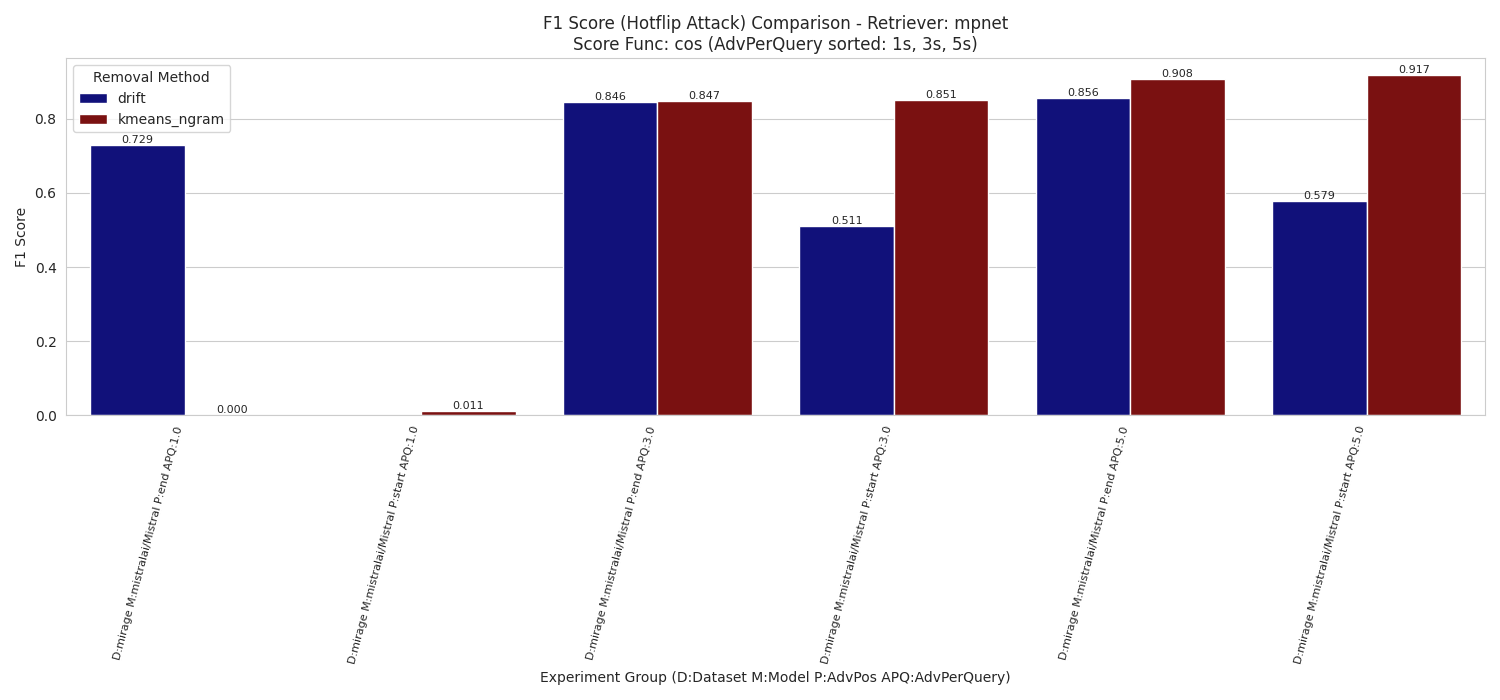 F1 Score (Hotflip Attack) Comparison - Retriever: mpnet
Score Func: cos (AdvPerQuery sorted: 1s, 3s, 5s)
Removal Method
drift
kmeans_ngram
F1 Score
0.8
0.6
0.4
0.2
0.0
0.729
0.000
0.011
0.846
0.847
0.511
0.851
0.856
0.908
0.579
0.917
D:mirage M:mistralai/Mistral P:end APQ:1.0
D:mirage M:mistralai/Mistral P:start APQ:1.0
D:mirage M:mistralai/Mistral P:end APQ:3.0
D:mirage M:mistralai/Mistral P:start APQ:3.0
D:mirage M:mistralai/Mistral P:end APQ:5.0
D:mirage M:mistralai/Mistral P:start APQ:5.0
Experiment Group (D:Dataset M:Model P:AdvPos APQ:AdvPerQuery)